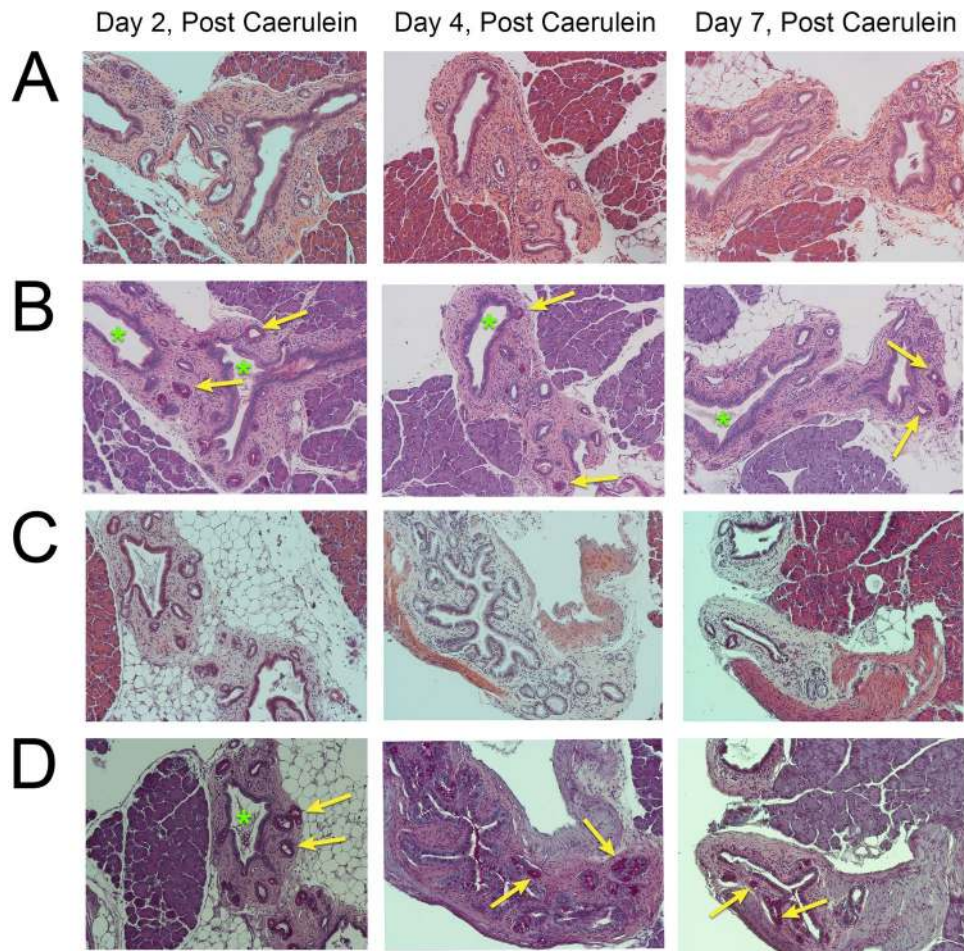 Day 2, Post Caerulein Day 4, Post Caerulein Day 7, Post Caerulein
A
B
C
D